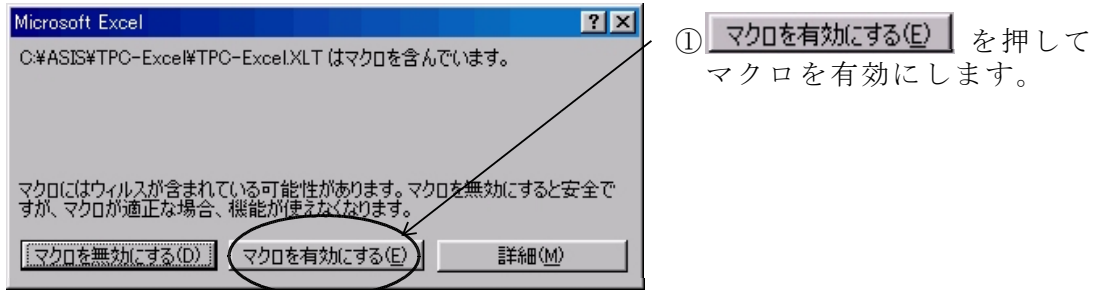 Microsoft Excel
C:¥ASIS¥TPC-Excel¥TPC-Excel.XLT はマクロを含んでいます。
マクロにはウィルスが含まれている可能性があります。マクロを無効にすると安全で
すが、マクロが適正な場合、機能が使えなくなります。
マクロを無効にする(D) マクロを有効にする(E) 詳細(M)
① マクロを有効にする(E) を押して
マクロを有効にします。